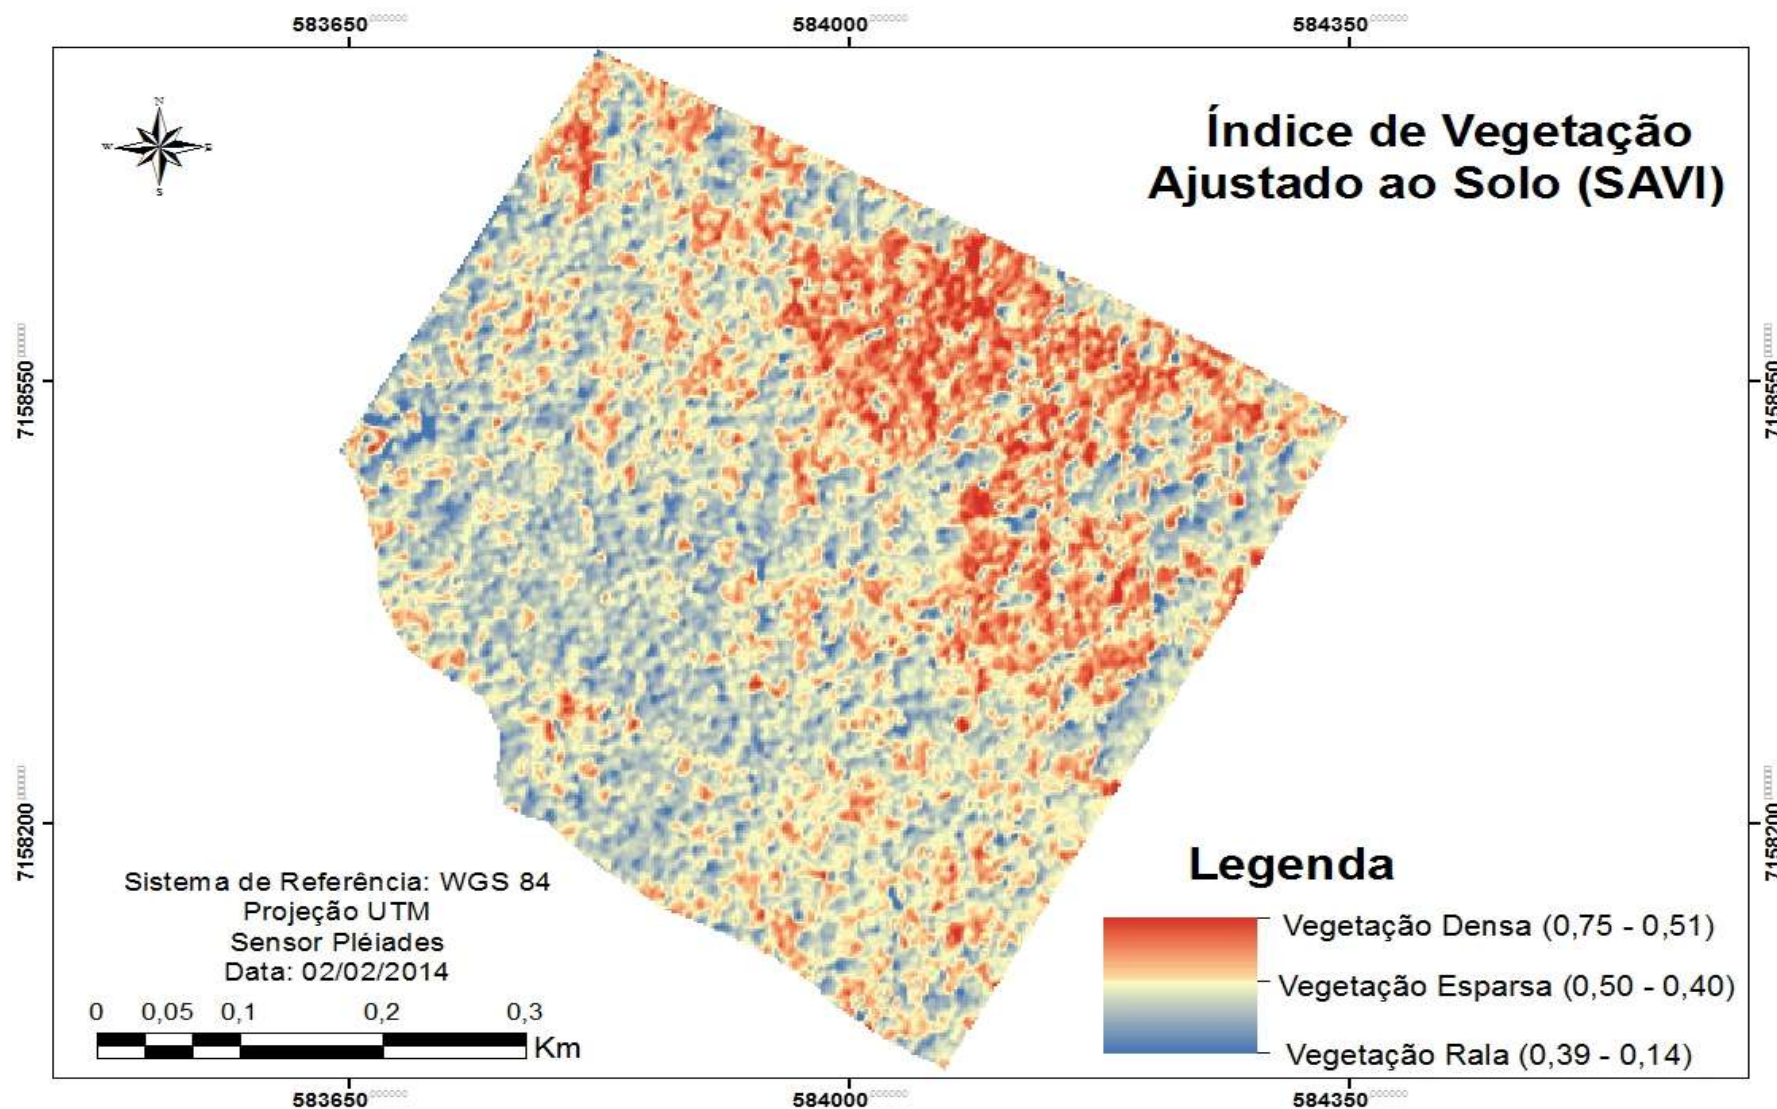 583650
584000
584350
N
W
E
S
Índice de Vegetação
Ajustado ao Solo (SAVI)
7158550
7158550
7158200
7158200
Sistema de Referência: WGS 84
Projeção UTM
Sensor Pléiades
Data: 02/02/2014
0 0,05 0,1 0,2 0,3
Km
Legenda
Vegetação Densa (0,75 - 0,51)
Vegetação Esparsa (0,50 - 0,40)
Vegetação Rala (0,39 - 0,14)
583650
584000
584350